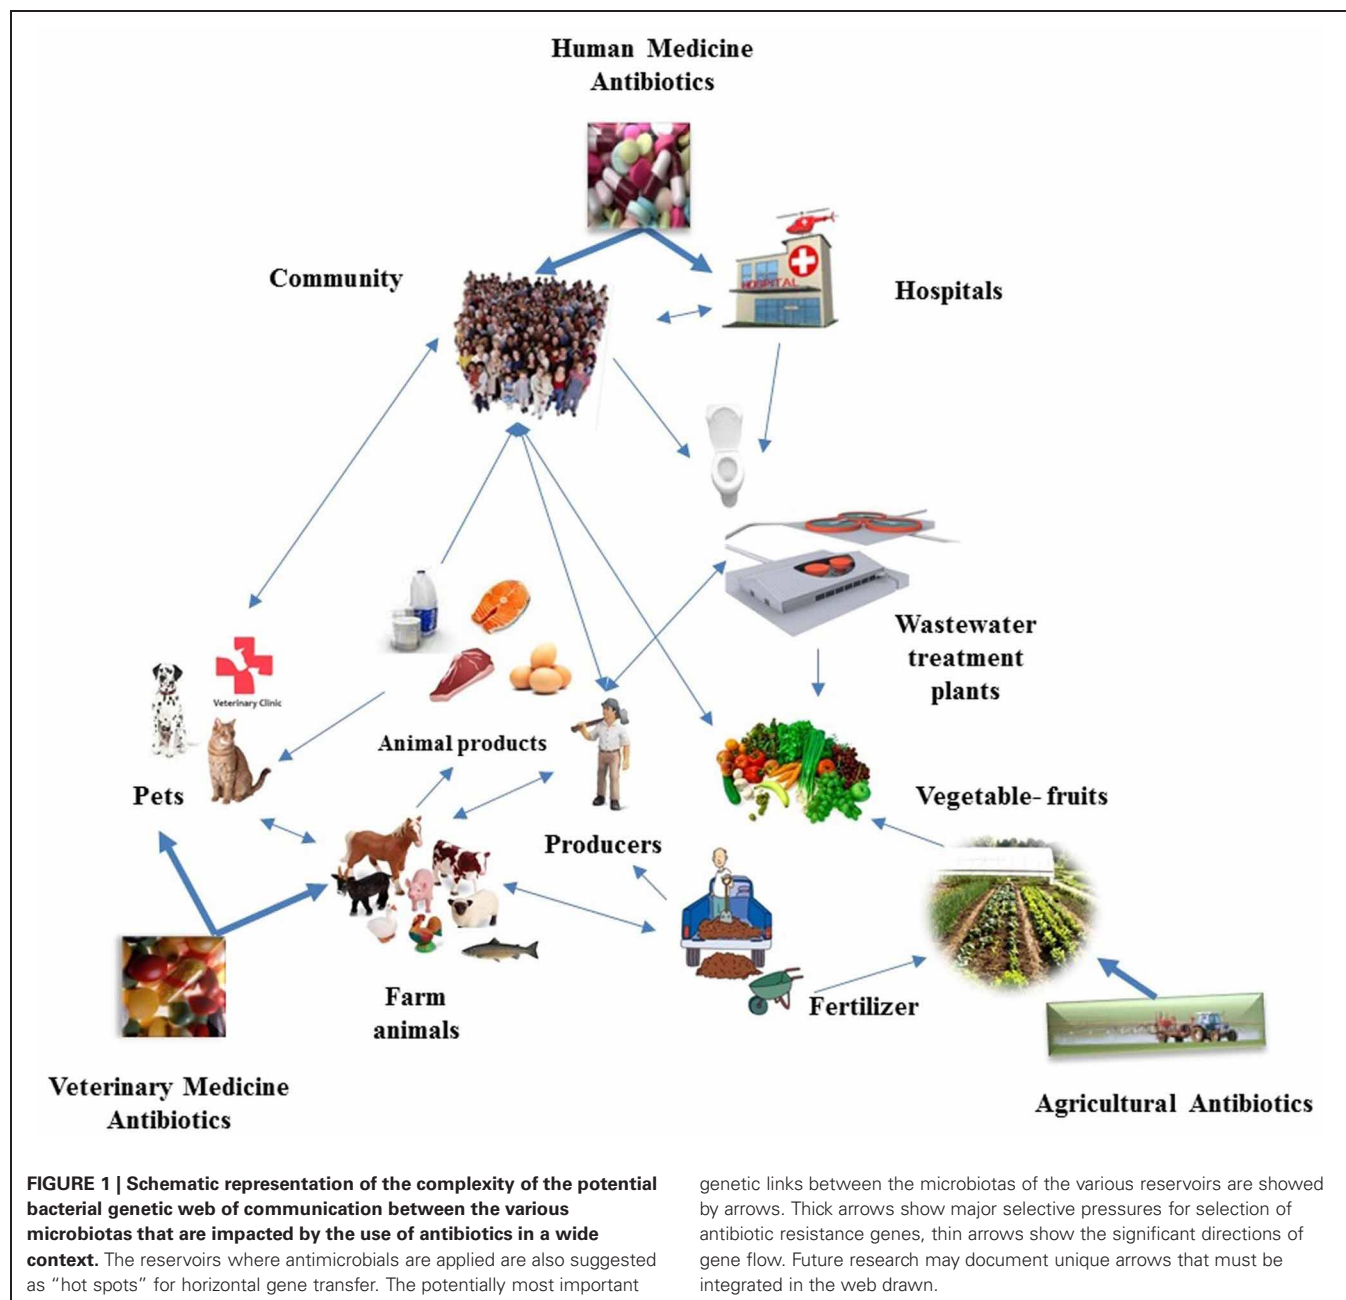 Human Medicine
Antibiotics
Community
HOSPITAL
Hospitals
Wastewater
treatment
plants
Veterinary Clinic
Animal products
Pets
Vegetable- fruits
Producers
Farm
animals
Fertilizer
Veterinary Medicine
Antibiotics
Agricultural Antibiotics
FIGURE 1 | Schematic representation of the complexity of the potential
bacterial genetic web of communication between the various
microbiotas that are impacted by the use of antibiotics in a wide
context. The reservoirs where antimicrobials are applied are also suggested
as “hot spots” for horizontal gene transfer. The potentially most important
genetic links between the microbiotas of the various reservoirs are showed
by arrows. Thick arrows show major selective pressures for selection of
antibiotic resistance genes, thin arrows show the significant directions of
gene flow. Future research may document unique arrows that must be
integrated in the web drawn.